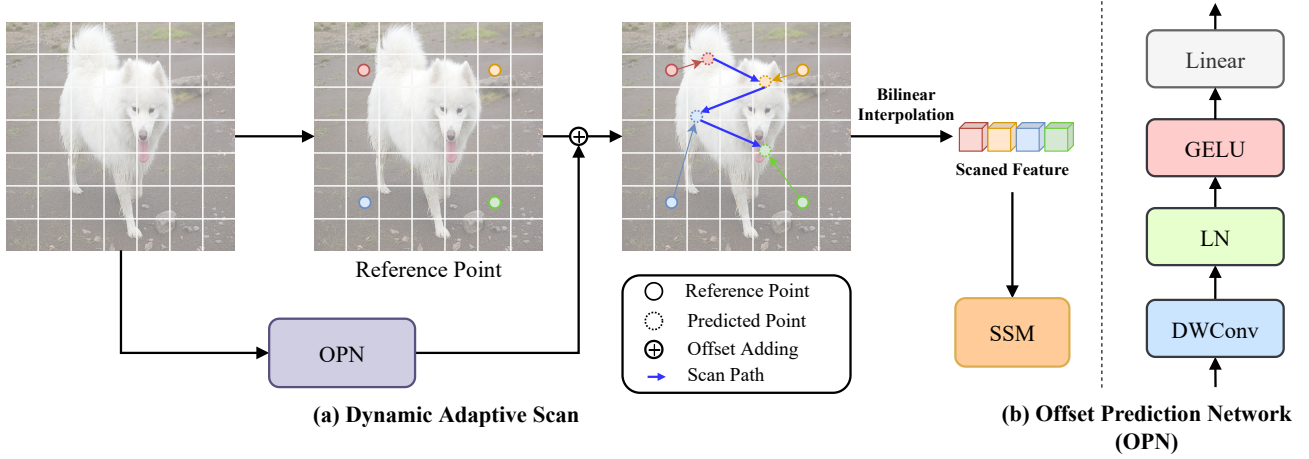 Reference Point
OPN
Reference Point
Predicted Point
Offset Adding
Scan Path
Bilinear
Interpolation
Scaned Feature
SSM
(a) Dynamic Adaptive Scan
Linear
GELU
LN
DWConv
(b) Offset Prediction Network
(OPN)